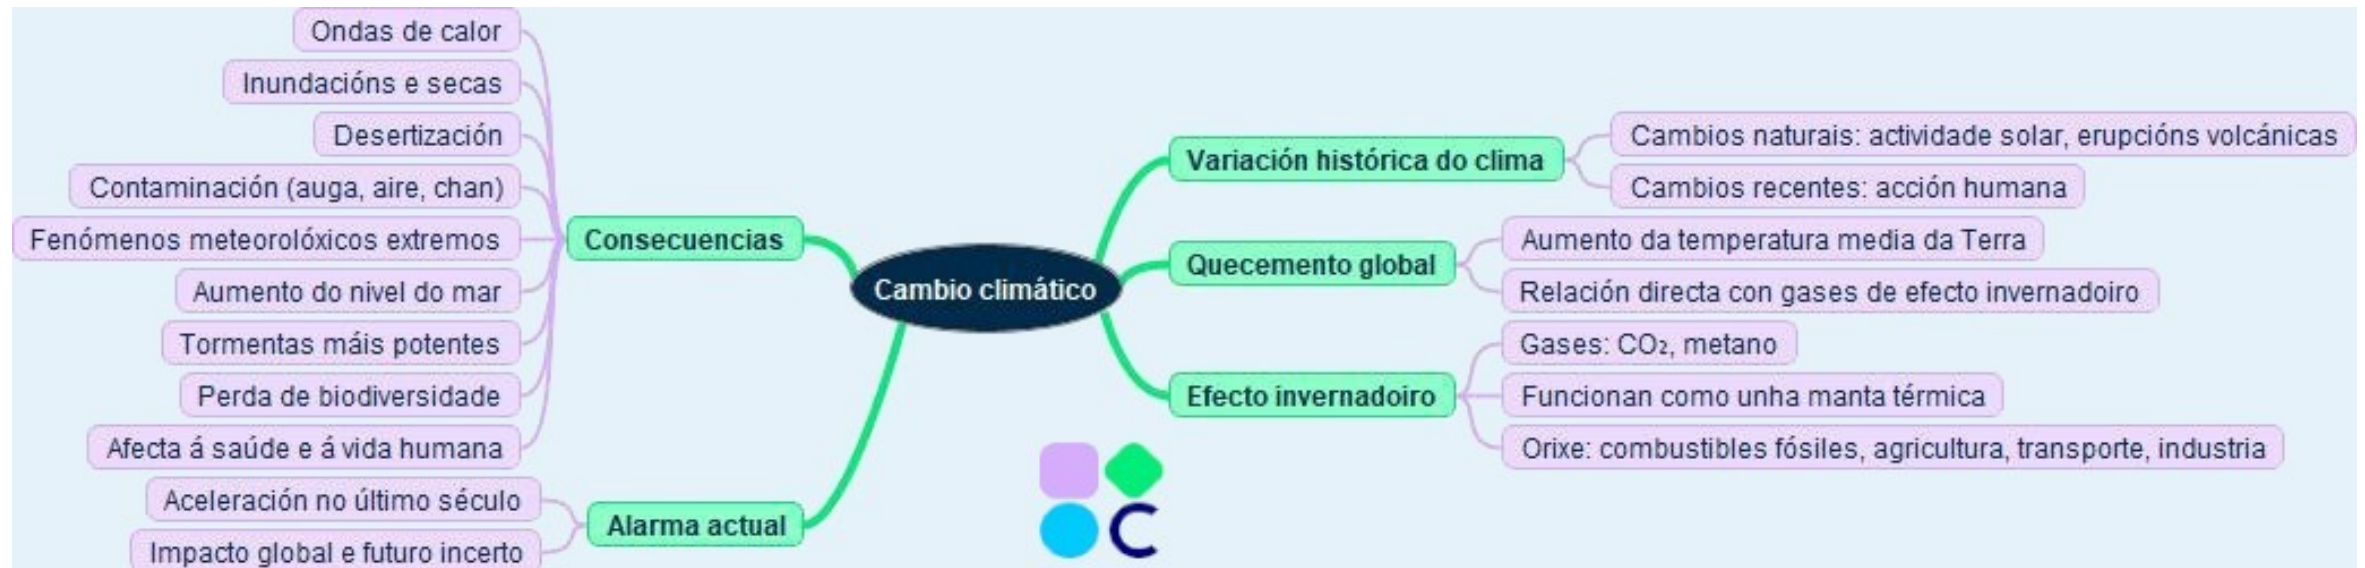 Cambio climático
Variación histórica do clima
Cambios naturais: actividade solar, erupcións volcánicas
Cambios recentes: acción humana
Quecemento global
Aumento da temperatura media da Terra
Relación directa con gases de efecto invernadoiro
Efecto invernadoiro
Gases: CO₂, metano
Funcionan como unha manta térmica
Orixe: combustibles fósiles, agricultura, transporte, industria
Consecuencias
Ondas de calor
Inundacións e secas
Desertización
Contaminación (auga, aire, chan)
Fenómenos meteorolóxicos extremos
Aumento do nivel do mar
Tormentas máis potentes
Perda de biodiversidade
Afecta á saúde e á vida humana
Alarma actual
Aceleración no último século
Impacto global e futuro incerto